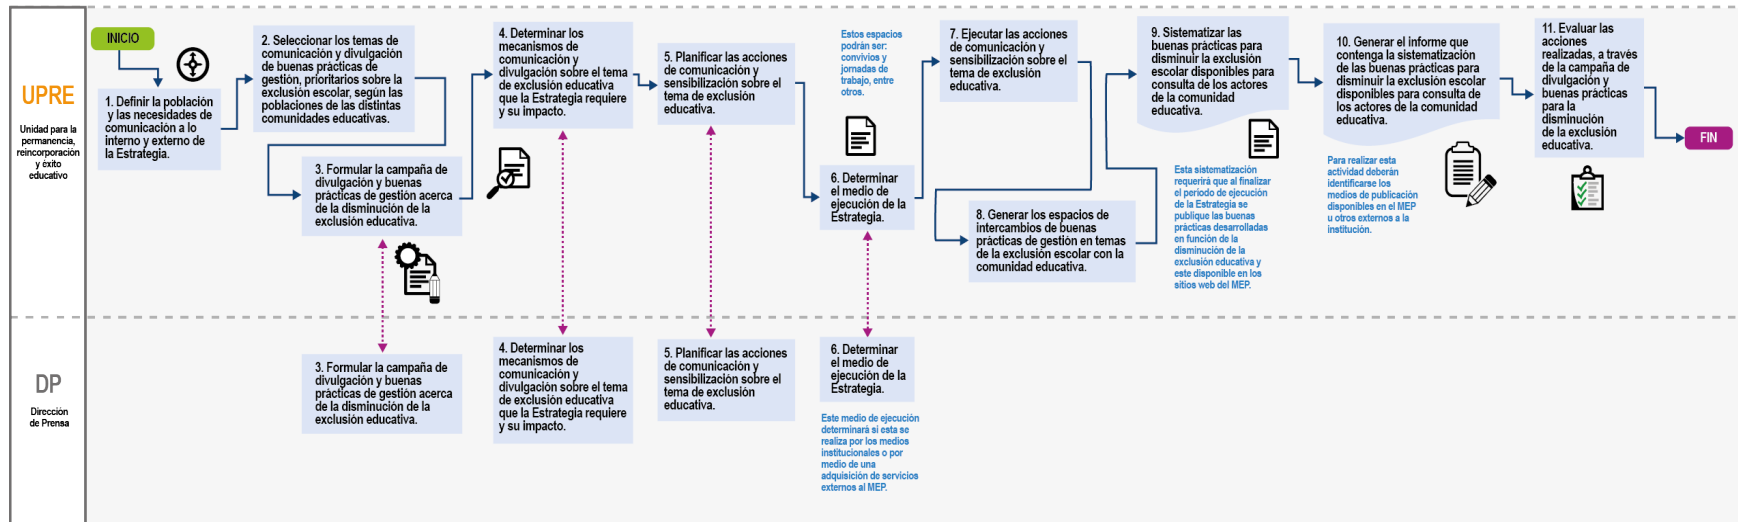 UPRE
Unidad para la
permanencia,
reincorporación
y éxito
educativo
INICIO
1. Definir la población
y las necesidades de
comunicación a lo
interno y externo de
la Estrategia.
2. Seleccionar los temas de
comunicación y divulgación
de buenas prácticas de
gestión, prioritarios sobre la
exclusión escolar, según las
poblaciones de las distintas
comunidades educativas.
3. Formular la campaña de
divulgación y buenas
prácticas de gestión acerca
de la disminución de la
exclusión educativa.
4. Determinar los
mecanismos de
comunicación y
divulgación sobre el tema
de exclusión educativa
que la Estrategia requiere
y su impacto.
5. Planificar las acciones
de comunicación y
sensibilización sobre el
tema de exclusión
educativa.
Estos espacios
podrán ser:
convivios y
jornadas de
trabajo, entre
otros.
6. Determinar
el medio de
ejecución de la
Estrategia.
7. Ejecutar las acciones
de comunicación y
sensibilización sobre el
tema de exclusión
educativa.
8. Generar los espacios de
intercambios de buenas
prácticas de gestión en temas
de la exclusión escolar con la
comunidad educativa.
9. Sistematizar las
buenas prácticas para
disminuir la exclusión
escolar disponibles para
consulta de los actores
de la comunidad
educativa.
Esta sistematización
requerirá que al finalizar
el periodo de ejecución
de la Estrategia se
publique las buenas
prácticas desarrolladas
en función de la
disminución de la
exclusión educativa y
este disponible en los
sitios web del MEP.
10. Generar el informe que
contenga la sistematización
de las buenas prácticas para
disminuir la exclusión escolar
disponibles para consulta de
los actores de la comunidad
educativa.
Para realizar esta
actividad deberán
identificarse los
medios de publicación
disponibles en el MEP
u otros externos a la
institución.
11. Evaluar las
acciones
realizadas, a través
de la campaña de
divulgación y
buenas prácticas
para la
disminución
de la exclusión
educativa.
FIN
DP
Dirección
de Prensa
3. Formular la campaña de
divulgación y buenas
prácticas de gestión acerca
de la disminución de la
exclusión educativa.
4. Determinar los
mecanismos de
comunicación y
divulgación sobre el tema
de exclusión educativa
que la Estrategia requiere
y su impacto.
5. Planificar las acciones
de comunicación y
sensibilización sobre el
tema de exclusión
educativa.
6. Determinar
el medio de
ejecución de la
Estrategia.
Este medio de ejecución
determinará si esta se
realiza por los medios
institucionales o por
medio de una
adquisición de servicios
externos al MEP.